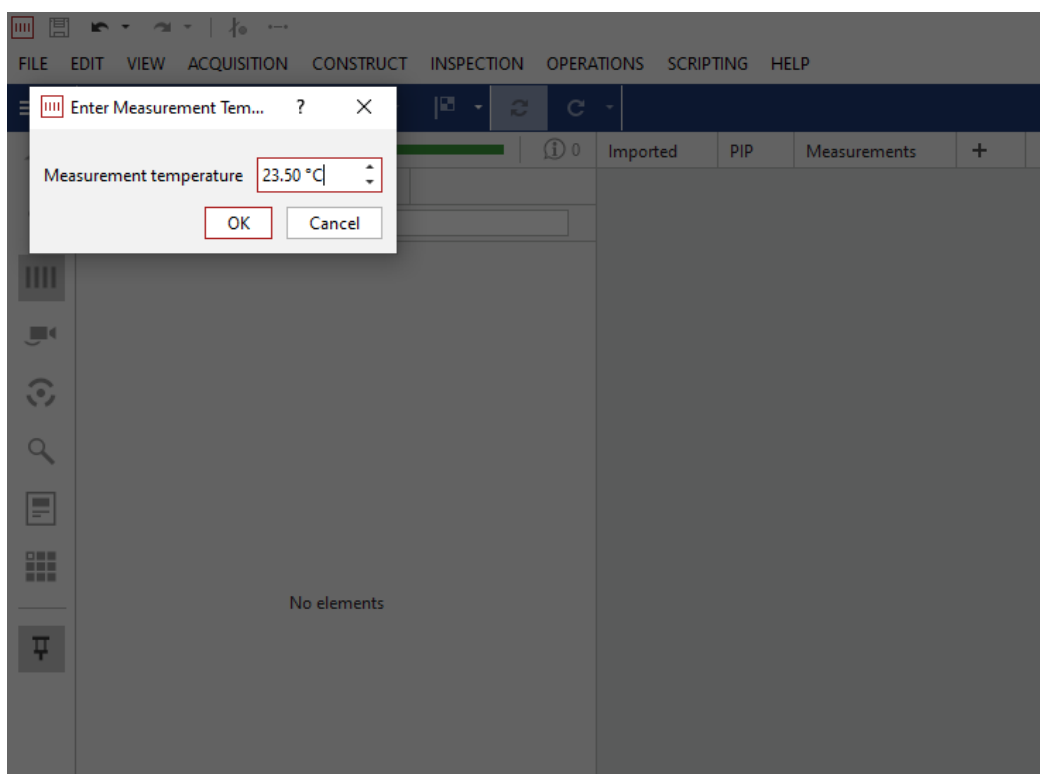 FILE EDIT VIEW ACQUISITION CONSTRUCT INSPECTION OPERATIONS SCRIPTING HELP
Enter Measurement Tem... ?
0 Imported PIP Measurements +
Measurement temperature 23.50 °C
OK Cancel
No elements